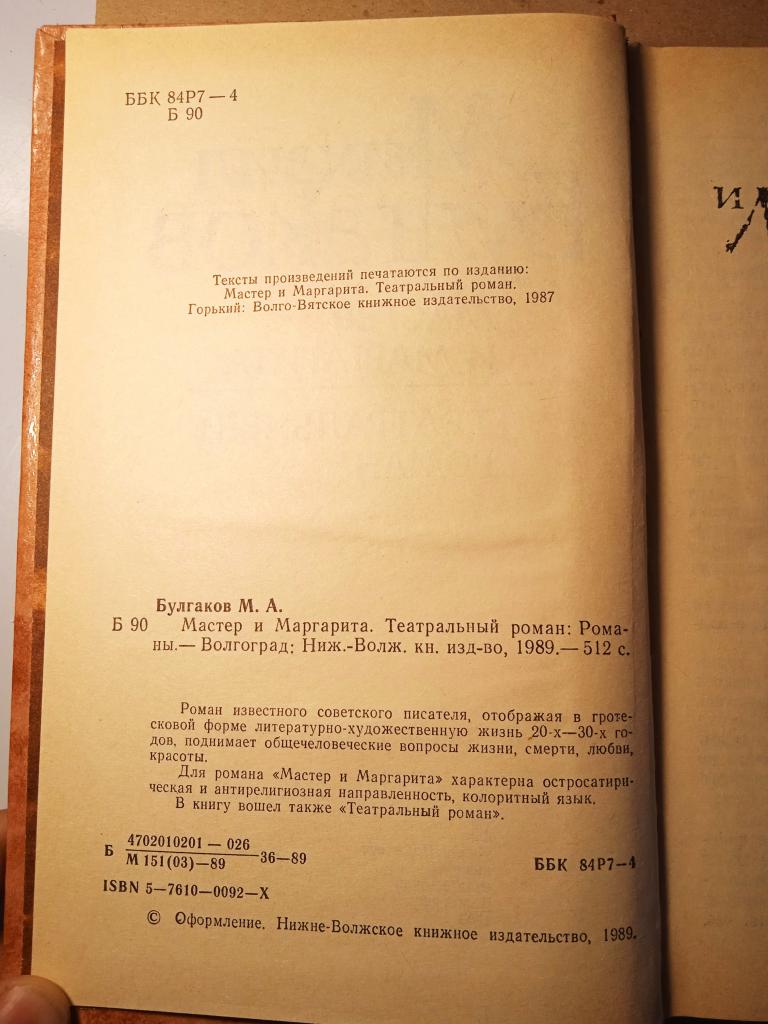 ББК 84Р7—4
Б 90
Тексты произведений печатаются по изданию:
Мастер и Маргарита. Театральный роман.
Горький: Волго-Вятское книжное издательство, 1987
Булгаков М. А.
Б 90 Мастер и Маргарита. Театральный роман: Рома-
ны.— Волгоград: Ниж.-Волж. кн. изд-во, 1989.— 512 с.
Роман известного советского писателя, отображая в гроте-
сковой форме литературно-художественную жизнь 20-х—30-х го-
дов, поднимает общечеловеческие вопросы жизни, смерти, любви,
красоты.
Для романа «Мастер и Маргарита» характерна остросатири-
ческая и антирелигиозная направленность, колоритный язык.
В книгу вошел также «Театральный роман».
4702010201 — 026
Б ——— 36—89
М 151(03)—89
ББК 84Р7—4
ISBN 5—7610—0092—X
© Оформление. Нижне-Волжское книжное издательство, 1989.
и